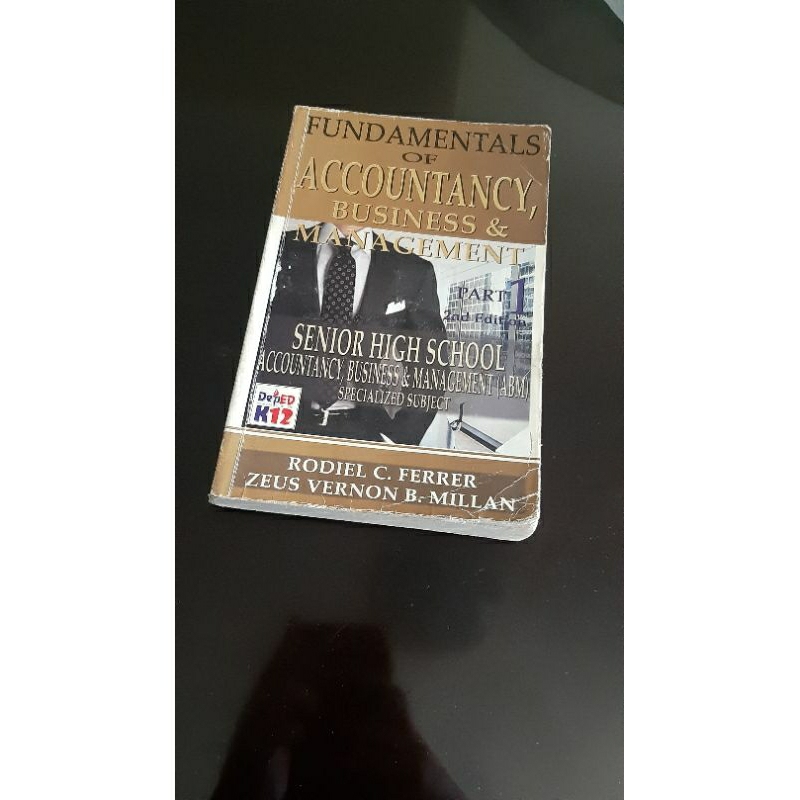 FUNDAMENTALS
OF
ACCOUNTANCY,
BUSINESS &
MANAGEMENT
PART 1
2nd Edition
SENIOR HIGH SCHOOL
ACCOUNTANCY, BUSINESS & MANAGEMENT (ABM)
SPECIALIZED SUBJECT
DepED
K12
RODIEL C. FERRER
ZEUS VERNON B. MILLAN